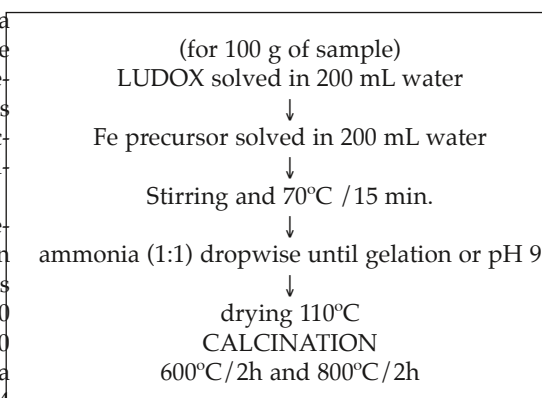 a
e
(for 100 g of sample)
LUDOX solved in 200 mL water
e-
s
↓
Fe precursor solved in 200 mL water
c-
i-
↓
Stirring and 70ºC /15 min.
↓
e-
n
ammonia (1:1) dropwise until gelation or pH 9
s
↓
0
drying 110ºC
0
CALCINATION
a
600ºC/2h and 800ºC/2h